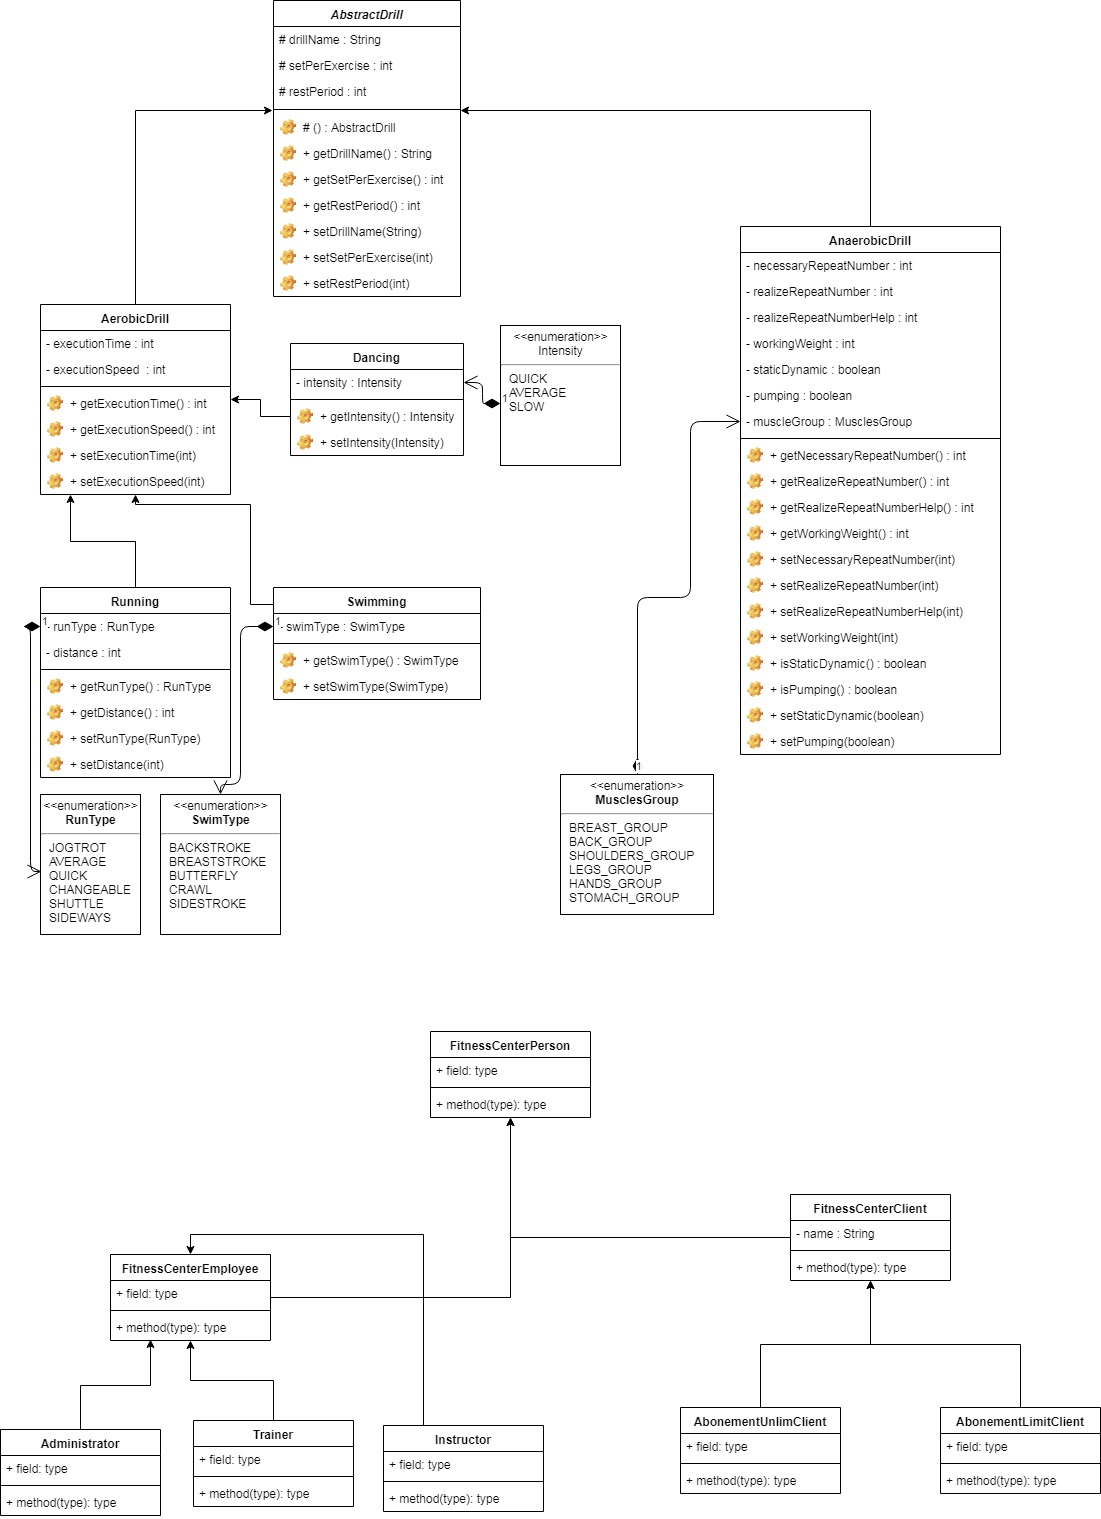 AbstractDrill
# drillName : String
# setPerExercise : int
# restPeriod : int
# () : AbstractDrill
+ getDrillName() : String
+ getSetPerExercise() : int
+ getRestPeriod() : int
+ setDrillName(String)
+ setSetPerExercise(int)
+ setRestPeriod(int)
AerobicDrill
- executionTime : int
- executionSpeed : int
+ getExecutionTime() : int
+ getExecutionSpeed() : int
+ setExecutionTime(int)
+ setExecutionSpeed(int)
Dancing
- intensity : Intensity
+ getIntensity() : Intensity
+ setIntensity(Intensity)
<<enumeration>>
Intensity
QUICK
AVERAGE
SLOW
1
AnaerobicDrill
- necessaryRepeatNumber : int
- realizeRepeatNumber : int
- realizeRepeatNumberHelp : int
- workingWeight : int
- staticDynamic : boolean
- pumping : boolean
- muscleGroup : MusclesGroup
+ getNecessaryRepeatNumber() : int
+ getRealizeRepeatNumber() : int
+ getRealizeRepeatNumberHelp() : int
+ getWorkingWeight() : int
+ setNecessaryRepeatNumber(int)
+ setRealizeRepeatNumber(int)
+ setRealizeRepeatNumberHelp(int)
+ setWorkingWeight(int)
+ isStaticDynamic() : boolean
+ isPumping() : boolean
+ setStaticDynamic(boolean)
+ setPumping(boolean)
Running
1
- runType : RunType
- distance : int
+ getRunType() : RunType
+ getDistance() : int
+ setRunType(RunType)
+ setDistance(int)
Swimming
1
- swimType : SwimType
+ getSwimType() : SwimType
+ setSwimType(SwimType)
<<enumeration>>
RunType
JOGTROT
AVERAGE
QUICK
CHANGEABLE
SHUTTLE
SIDEWAYS
<<enumeration>>
SwimType
BACKSTROKE
BREASTSTROKE
BUTTERFLY
CRAWL
SIDESTROKE
1
<<enumeration>>
MusclesGroup
BREAST_GROUP
BACK_GROUP
SHOULDERS_GROUP
LEGS_GROUP
HANDS_GROUP
STOMACH_GROUP
FitnessCenterPerson
+ field: type
+ method(type): type
FitnessCenterClient
- name : String
+ method(type): type
FitnessCenterEmployee
+ field: type
+ method(type): type
Administrator
+ field: type
+ method(type): type
Trainer
+ field: type
+ method(type): type
Instructor
+ field: type
+ method(type): type
AbonementUnlimClient
+ field: type
+ method(type): type
AbonementLimitClient
+ field: type
+ method(type): type